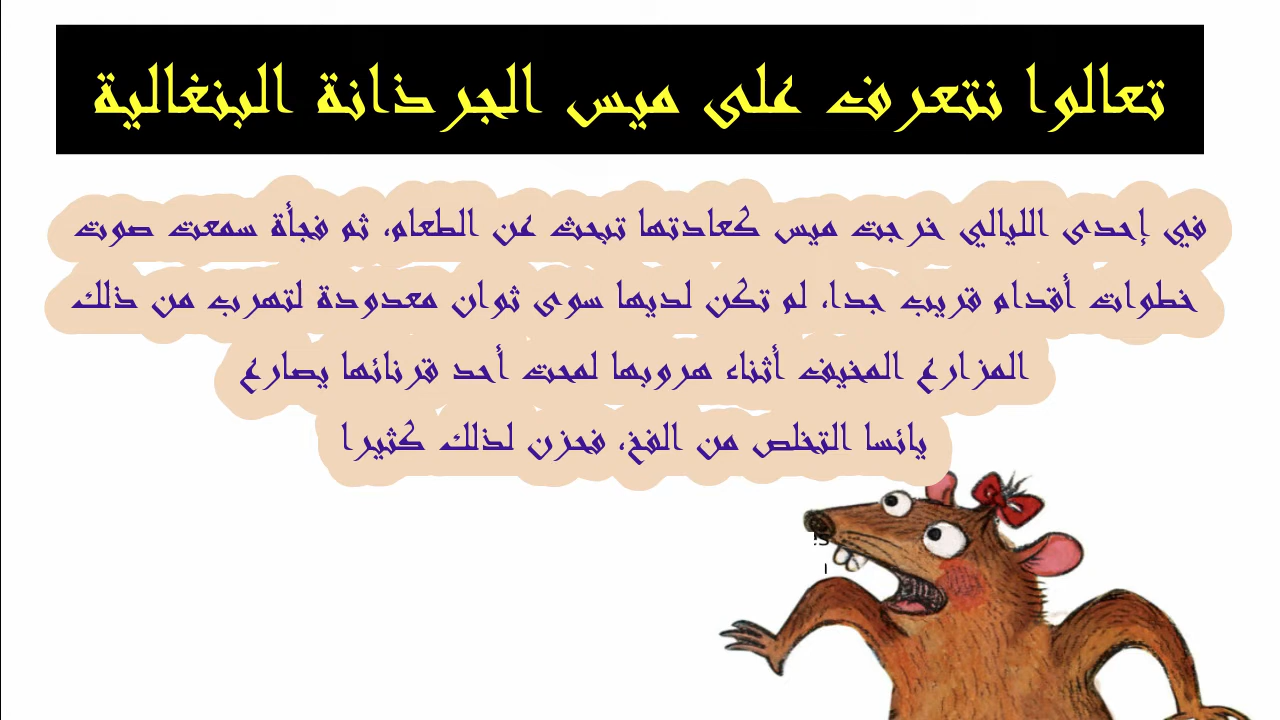 تعالوا نتعرف على ميس الجرذانة البنغالية
في إحدى الليالي خرجت ميس كعادتها تبحث عن الطعام، ثم فجأة سمعت صوت
خطوات أقدام قريب جدا، لم تكن لديها سوى ثوان معدودة لتهرب من ذلك
المزارع المخيف أثناء هروبها لمحت أحد قرنائها يصارع
يائسا التخلص من الفخ، فحزن لذلك كثيرا